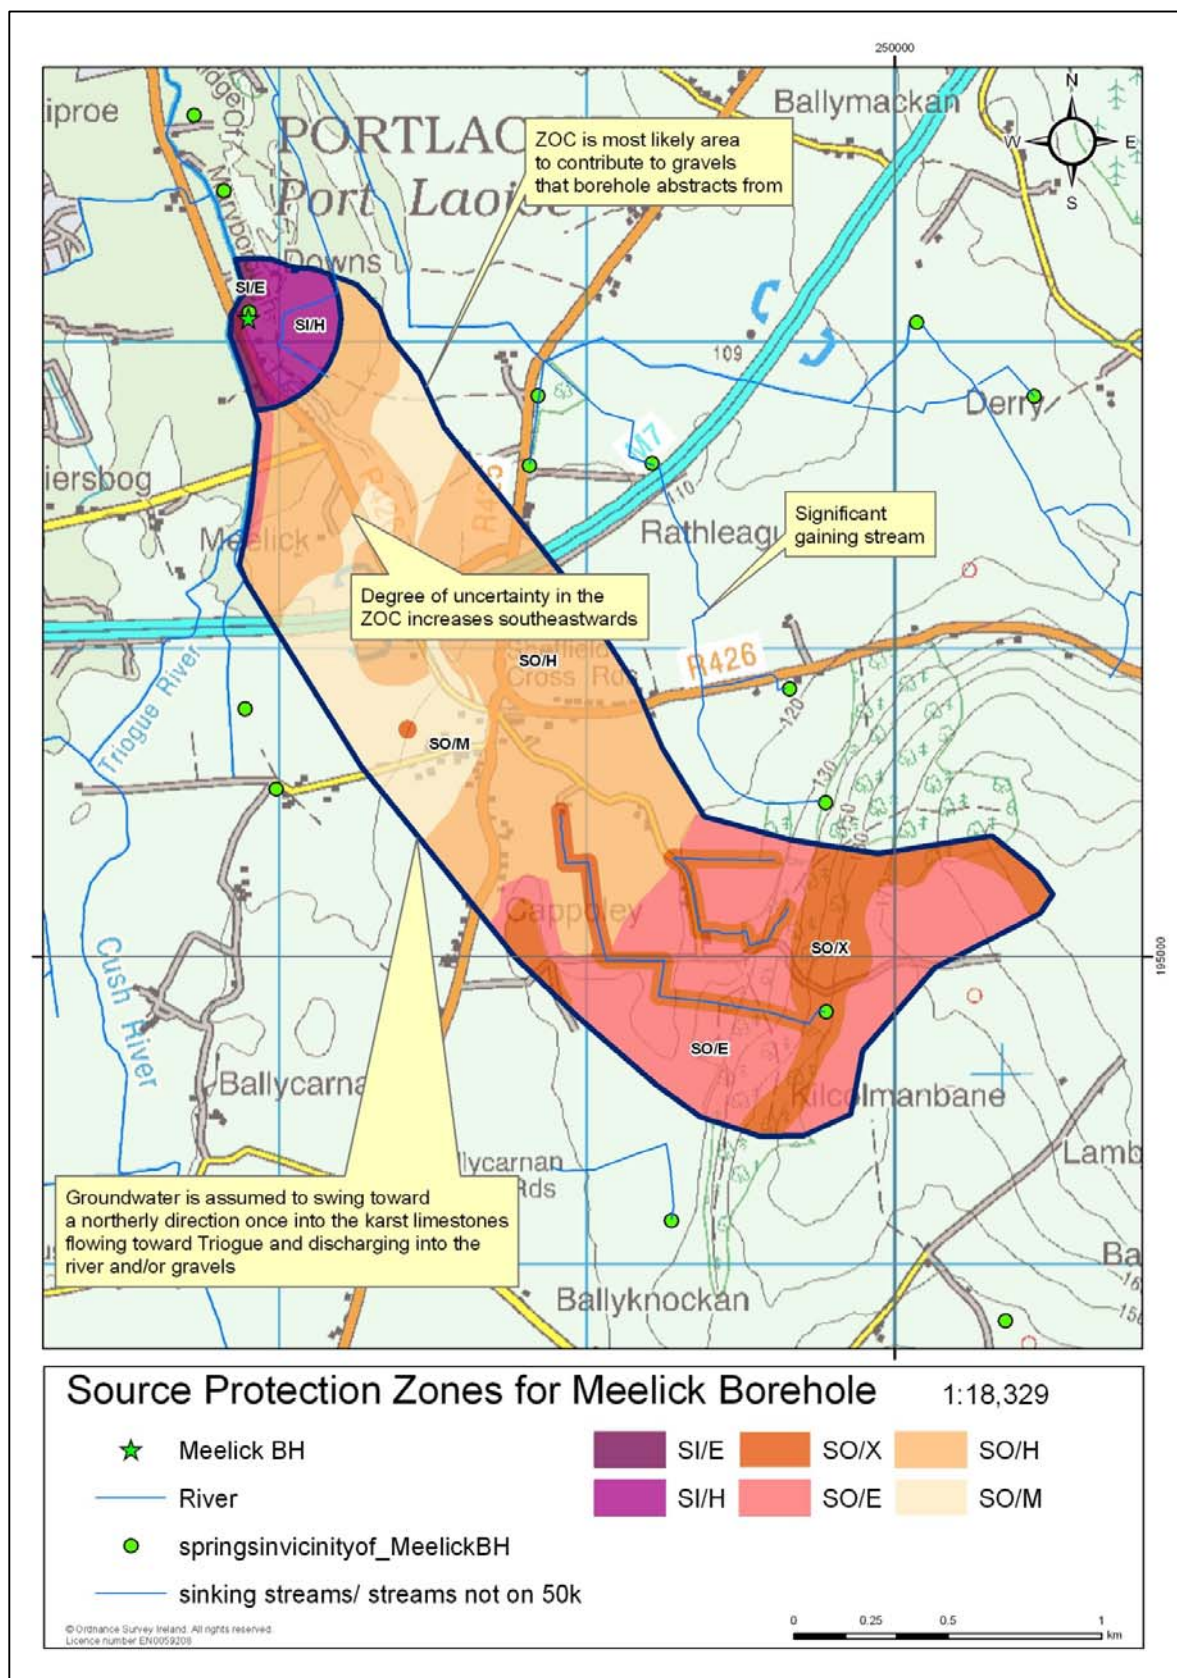 250000
N
W
E
S
Ballymackan
PORTLAO
Port Laoise
ZOC is most likely area
to contribute to gravels
that borehole abstracts from
Downs
SI/E
SI/H
109
Derry
M7
110
iersbog
R426
Meelick
Rathleagu
Significant
gaining stream
Degree of uncertainty in the
ZOC increases southeastwards
Sheffield
Cross Rds
SO/H
R426
120
Triogue River
SO/M
130
Cappoley
SO/X
195000
Cush River
SO/E
Ballycarna
Kilcolmanbane
Lamb
llycarnan
Rds
Groundwater is assumed to swing toward
a northerly direction once into the karst limestones
flowing toward Triogue and discharging into the
river and/or gravels
Ba
Ballyknockan
Source Protection Zones for Meelick Borehole 1:18,329
Meelick BH
SI/E SO/X SO/H
River
SI/H SO/E SO/M
springsinvicinityof_MeelickBH
sinking streams/ streams not on 50k
© Ordnance Survey Ireland. All rights reserved.
Licence number EN0059208
0 0.25 0.5 1
km